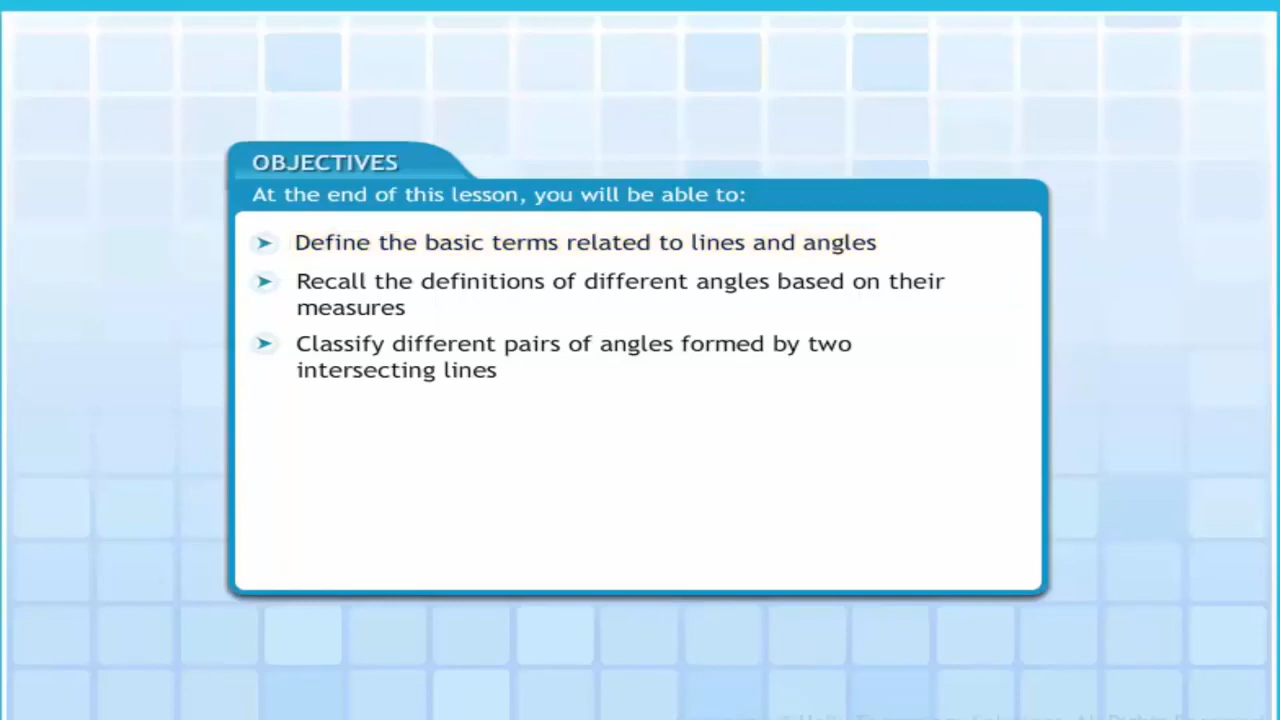 OBJECTIVES
At the end of this lesson, you will be able to:
Define the basic terms related to lines and angles
Recall the definitions of different angles based on their
measures
Classify different pairs of angles formed by two
intersecting lines